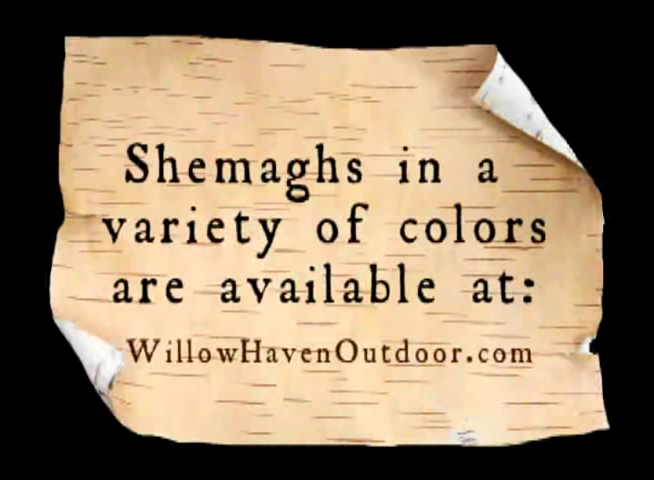 Shemaghs in a
variety of colors
are available at:
WillowHavenOutdoor.com